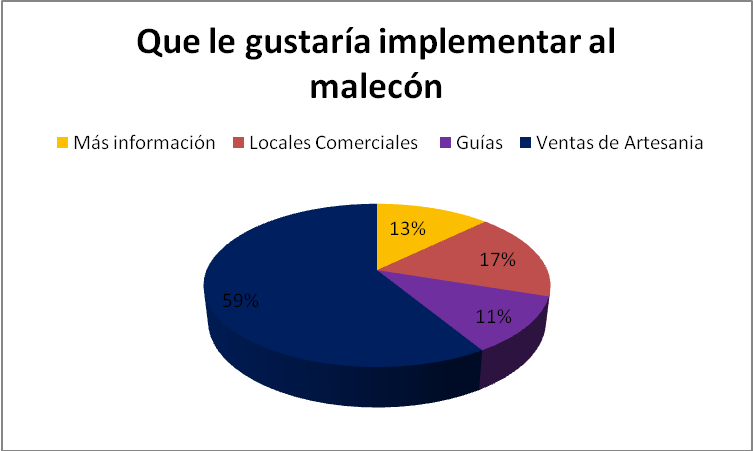 Que le gustaría implementar al
malecón
Más información Locales Comerciales Guías Ventas de Artesania
13%
17%
59%
11%